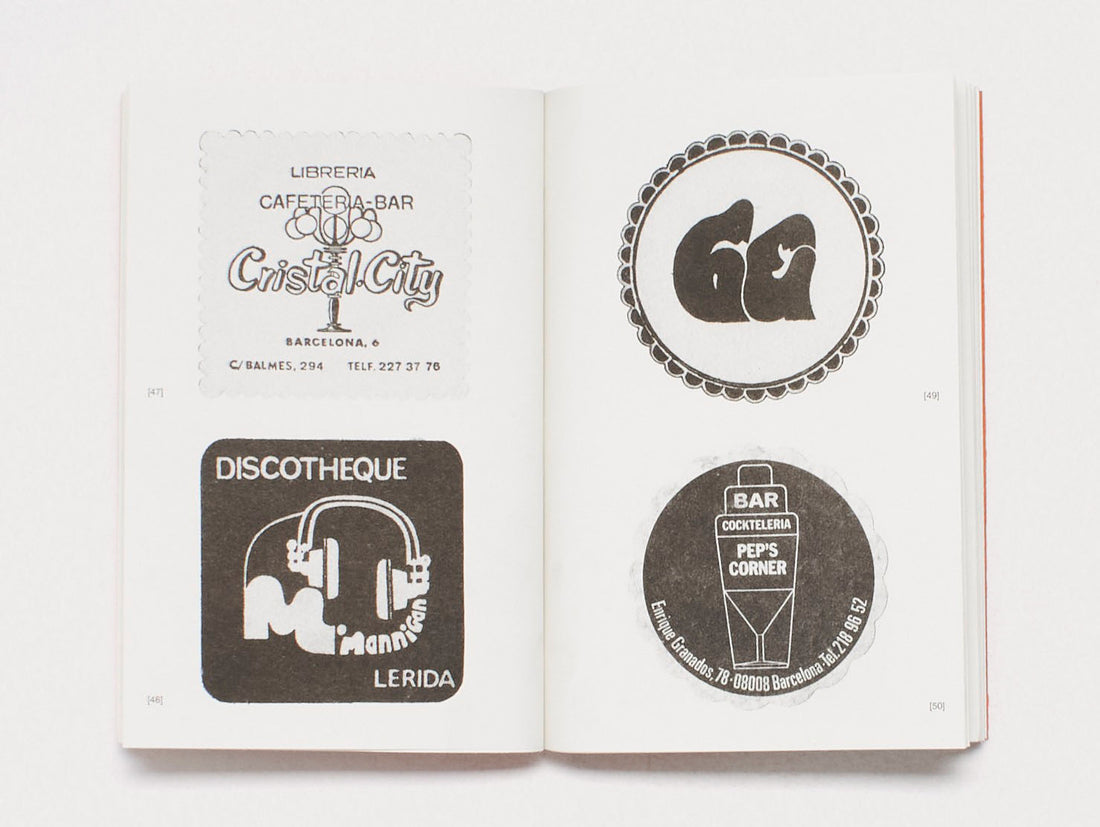 LIBRERIA
CAFETERIA-BAR
Cristal-City
BARCELONA, 6
C/ BALMES, 294 TELF. 227 37 76
[47]
DISCOTHEQUE
Mannigan
LERIDA
[48]
[49]
BAR
COCKTELERIA
PEP'S
CORNER
Enrique Granados, 78 · 08008 Barcelona · Tel. 218 96 52
[50]